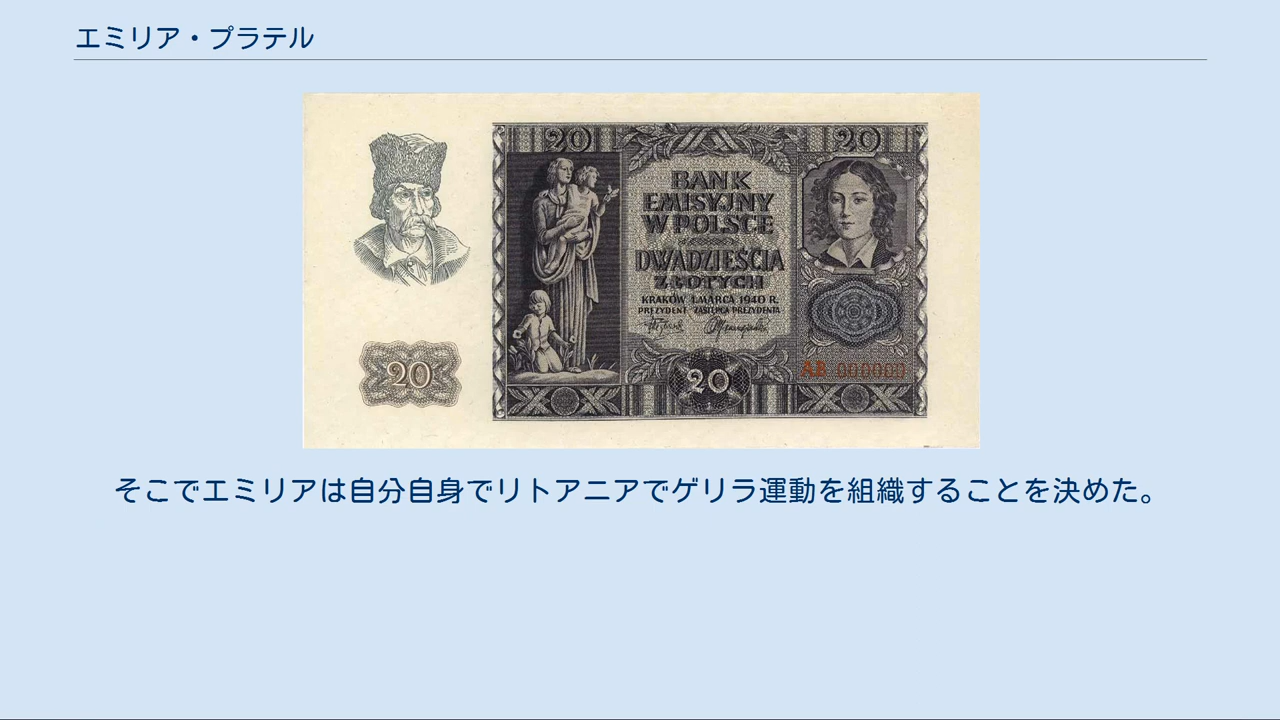 エミリア・プラテル
20
20
BANK
EMISYJNY
W POLSCE
DWADZIEŚCIA
ZŁOTYCH
KRAKÓW 1.MARCA 1940 R.
PREZYDENT ZASTĘPCA PREZYDENTA
20
20
AB 000000
そこでエミリアは自分自身でリトアニアでゲリラ運動を組織することを決めた。